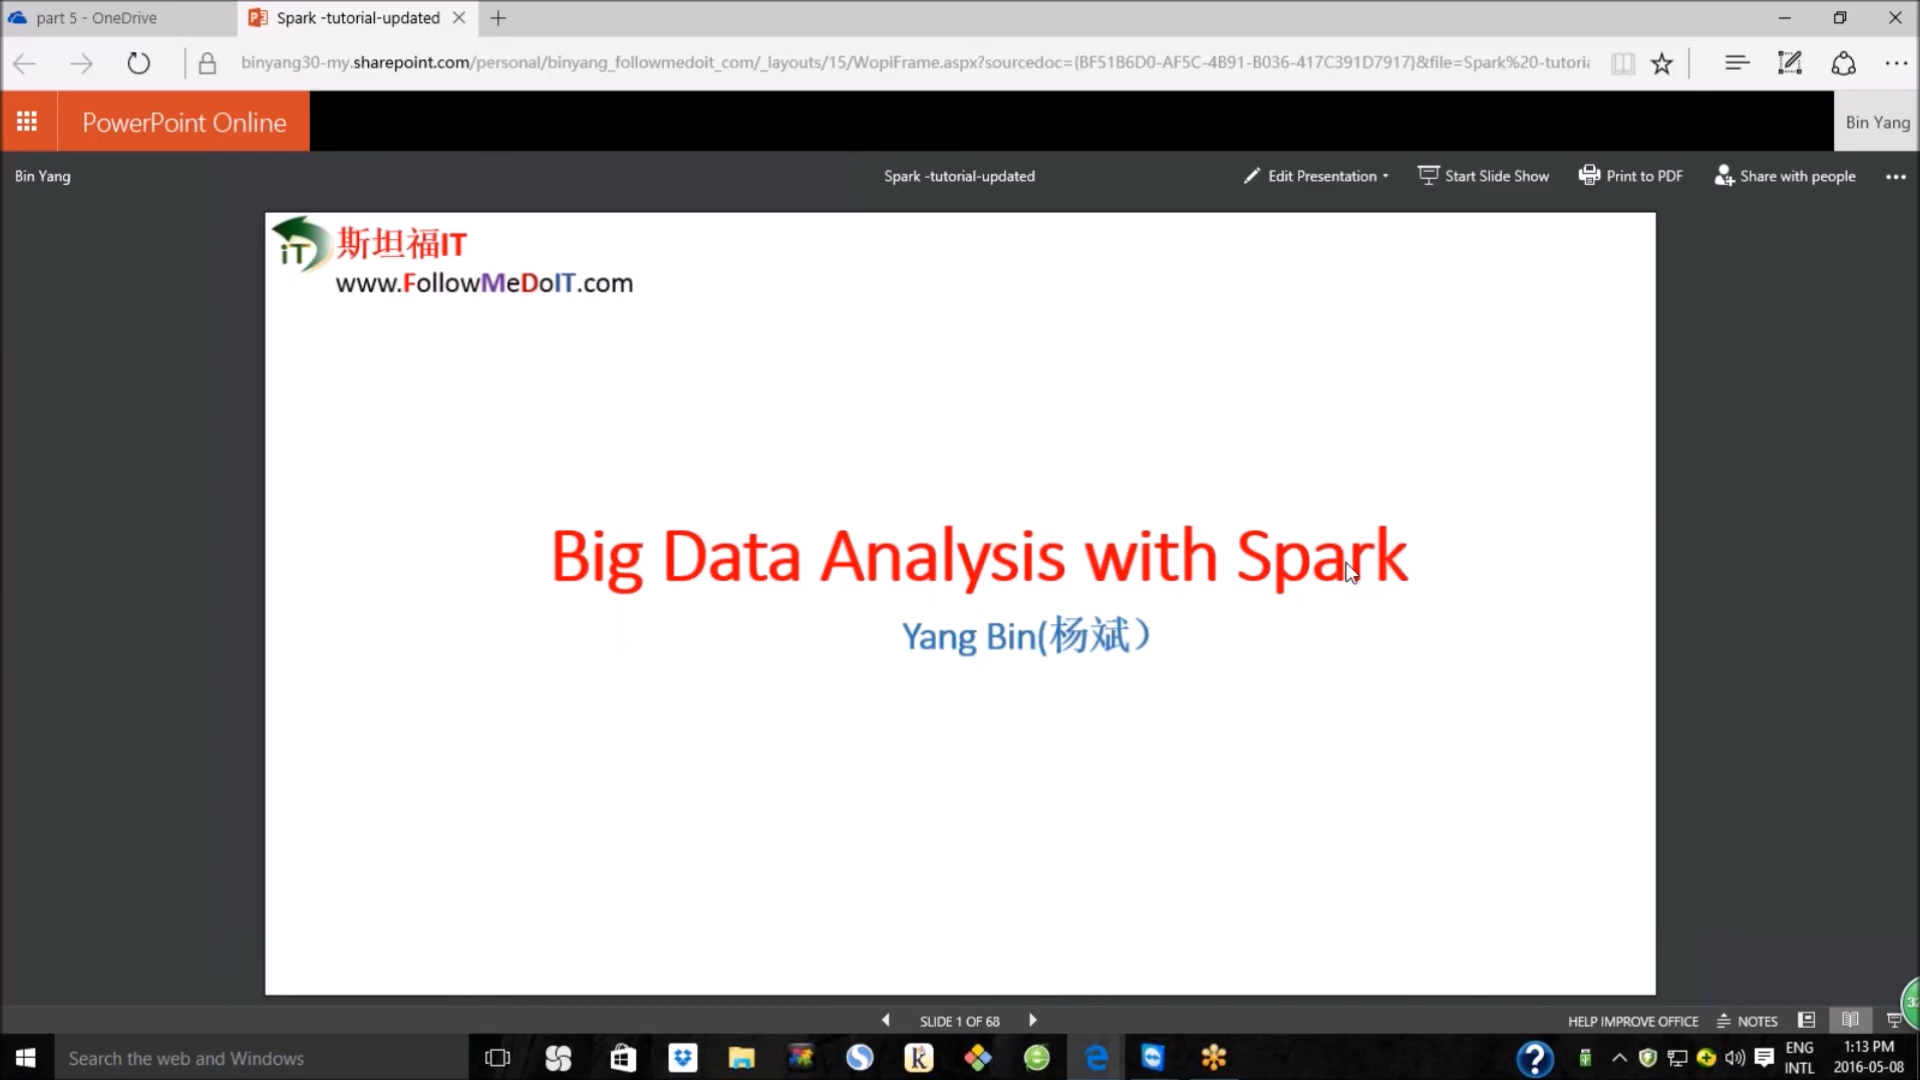 part 5 - OneDrive
Spark -tutorial-updated
binyang30-my.sharepoint.com/personal/binyang_followmedoit_com/_layouts/15/WopiFrame.aspx?sourcedoc={BF51B6D0-AF5C-4B91-B036-417C391D7917}&file=Spark%20-tutoria
PowerPoint Online
Bin Yang
Bin Yang
Spark -tutorial-updated
Edit Presentation
Start Slide Show
Print to PDF
Share with people
iT
斯坦福IT
www.FollowMeDoIT.com
Big Data Analysis with Spark
Yang Bin(杨斌）
SLIDE 1 OF 68
HELP IMPROVE OFFICE
NOTES
Search the web and Windows
ENG
INTL
1:13 PM
2016-05-08